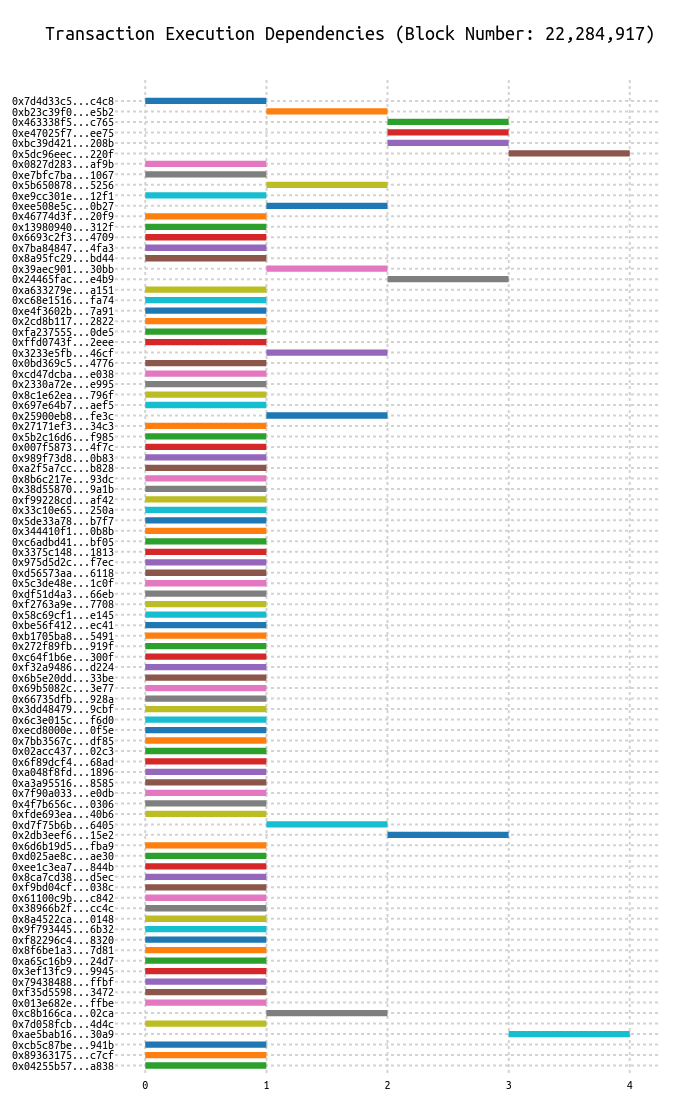 Transaction Execution Dependencies (Block Number: 22,284,917)
0x7d4d33c5...c4c8
0xb23c39f0...e5b2
0x463338f5...c765
0xe47025f7...ee75
0xbc39d421...208b
0x5dc96eec...220f
0x0827d283...af9b
0xe7bfc7ba...1067
0x5b650878...5256
0xe9cc301e...12f1
0xee508e5c...0b27
0x46774d3f...20f9
0x13980940...312f
0x6693c2f3...4709
0x7ba84847...4fa3
0x8a95fc29...bd44
0x39aec901...30bb
0x24465fac...e4b9
0xa633279e...a151
0xc68e1516...fa74
0xe4f3602b...7a91
0x2cd8b117...2822
0xfa237555...0de5
0xffd0743f...2eee
0x3233e5fb...46cf
0x0bd369c5...4776
0xcd47dcba...e038
0x2330a72e...e995
0x8c1e62ea...796f
0x697e64b7...aef5
0x25900eb8...fe3c
0x27171ef3...34c3
0x5b2c16d6...f985
0x007f5873...4f7c
0x989f73d8...0b83
0xa2f5a7cc...b828
0x8b6c217e...93dc
0x38d55870...9a1b
0xf99228cd...af42
0x33c10e65...250a
0x5de33a78...b7f7
0x344410f1...0b8b
0xc6adbd41...bf05
0x3375c148...1813
0x975d5d2c...f7ec
0xd56573aa...6118
0x5c3de48e...1c0f
0xdf51d4a3...66eb
0xf2763a9e...7708
0x58c69cf1...e145
0xbe56f412...ec41
0xb1705ba8...5491
0x272f89fb...919f
0xc64f1b6e...300f
0xf32a9486...d224
0x6b5e20dd...33be
0x69b5082c...3e77
0x66735dfb...928a
0x3dd48479...9cbf
0x6c3e015c...f6d0
0xecd8000e...0f5e
0x7bb3567c...df85
0x02acc437...02c3
0x6f89dcf4...68ad
0xa048f8fd...1896
0xa3a95516...8585
0x7f90a033...e0db
0x4f7b656c...0306
0xfde693ea...40b6
0xd7f75b6b...6405
0x2db3eef6...15e2
0x6d6b19d5...fba9
0xd025ae8c...ae30
0xee1c3ea7...844b
0x8ca7cd38...d5ec
0xf9bd04cf...038c
0x61100c9b...c842
0x38966b2f...cc4c
0x8a4522ca...0148
0x9f793445...6b32
0xf82296c4...8320
0x8f6be1a3...7d81
0xa65c16b9...24d7
0x3ef13fc9...9945
0x79438488...ffbf
0xf35d5598...3472
0x013e682e...ffbe
0xc8b166ca...02ca
0x7d058fcb...4d4c
0xae5bab16...30a9
0xcb5c87be...941b
0x89363175...c7cf
0x04255b57...a838
0 1 2 3 4